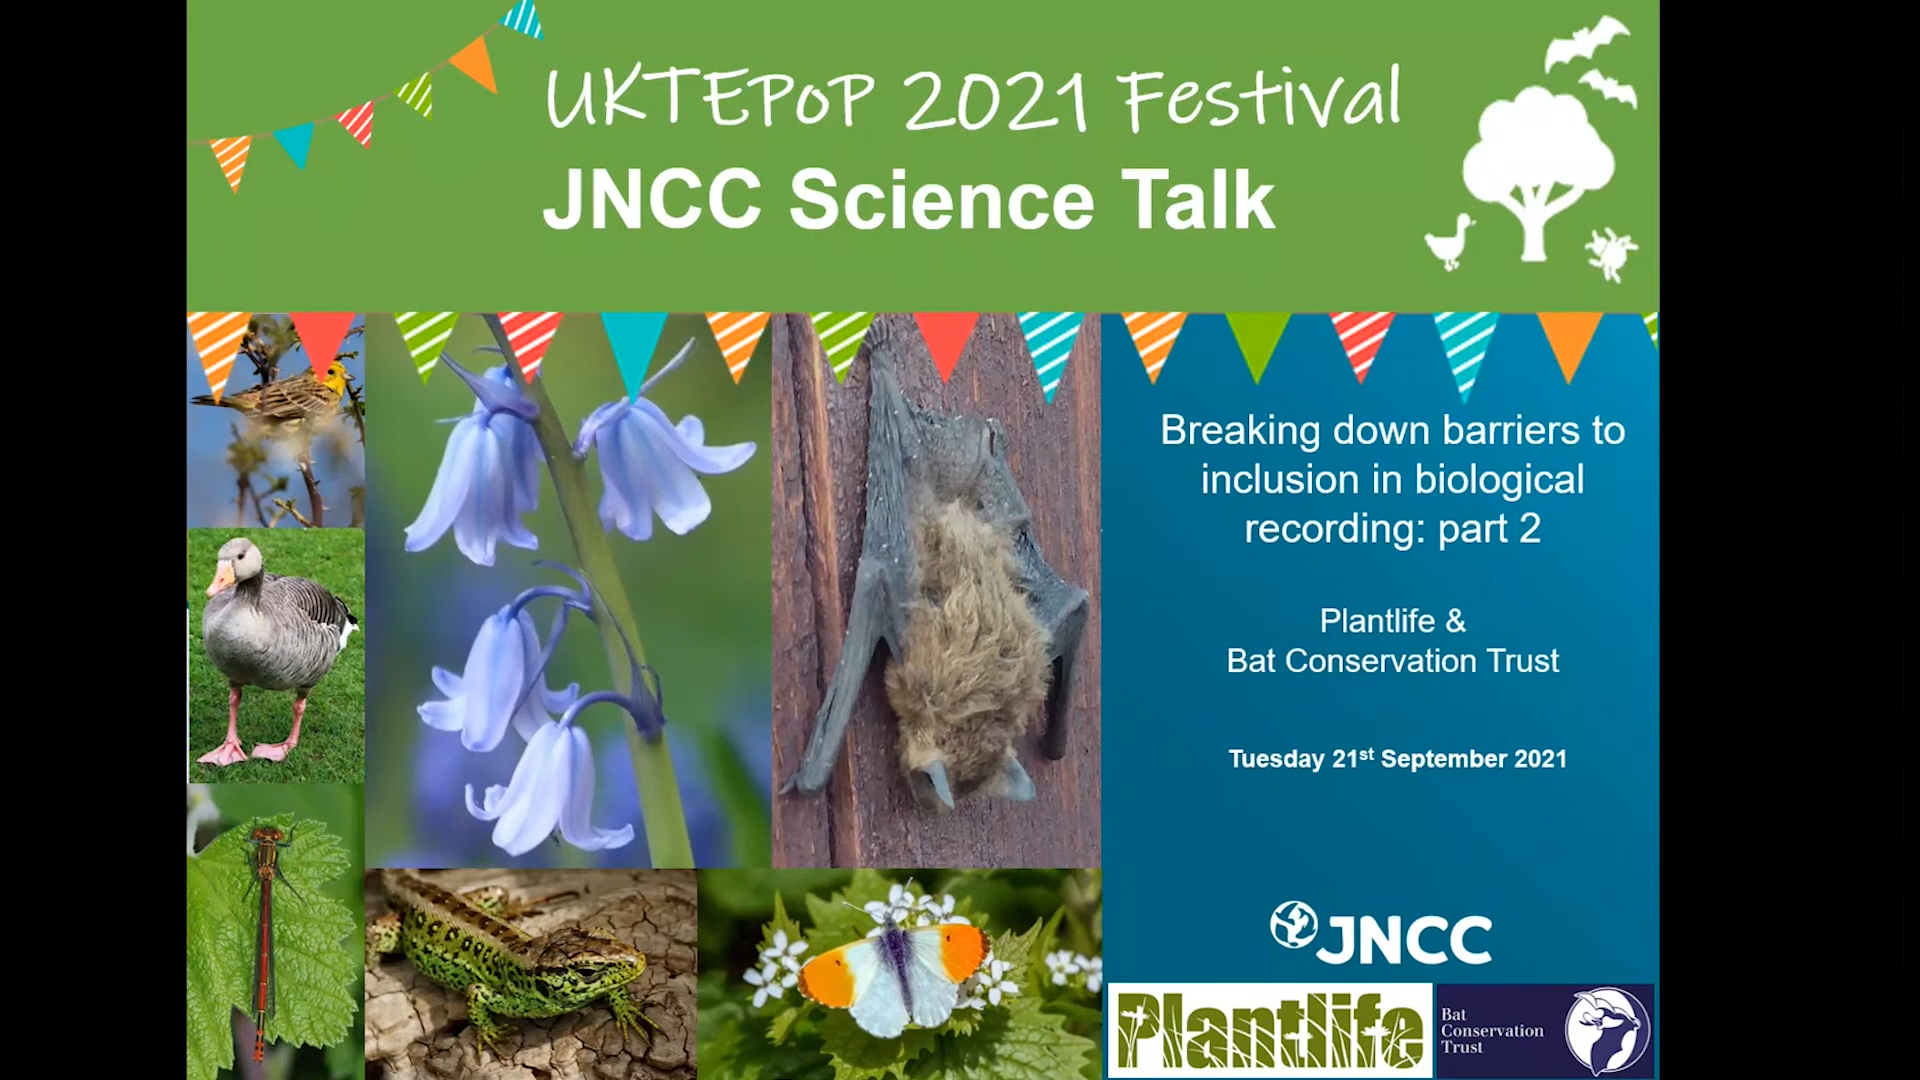 UKTEPoP 2021 Festival
JNCC Science Talk
Breaking down barriers to
inclusion in biological
recording: part 2
Plantlife &
Bat Conservation Trust
Tuesday 21st September 2021
JNCC
Plantlife
Bat
Conservation
Trust